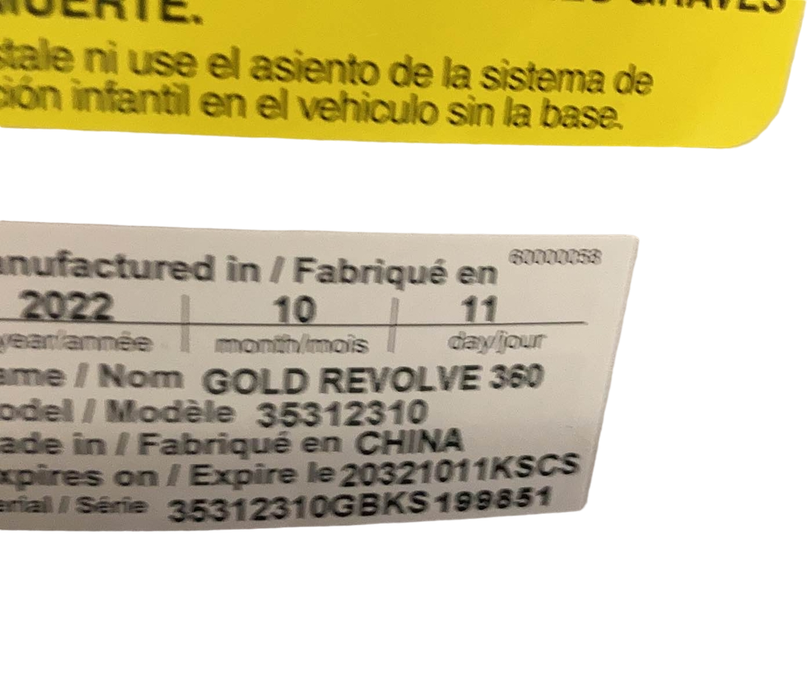 MUERTE. GRAVES
stale ni use el asiento de la sistema de
ción infantil en el vehiculo sin la base.
anufactured in / Fabriqué en 60000058
2022 | 10 | 11
year/année | month/mois | day/jour
ame / Nom GOLD REVOLVE 360
odel / Modèle 35312310
ade in / Fabriqué en CHINA
xpires on / Expire le 20321011KSCS
erial / Série 35312310GBKS199851